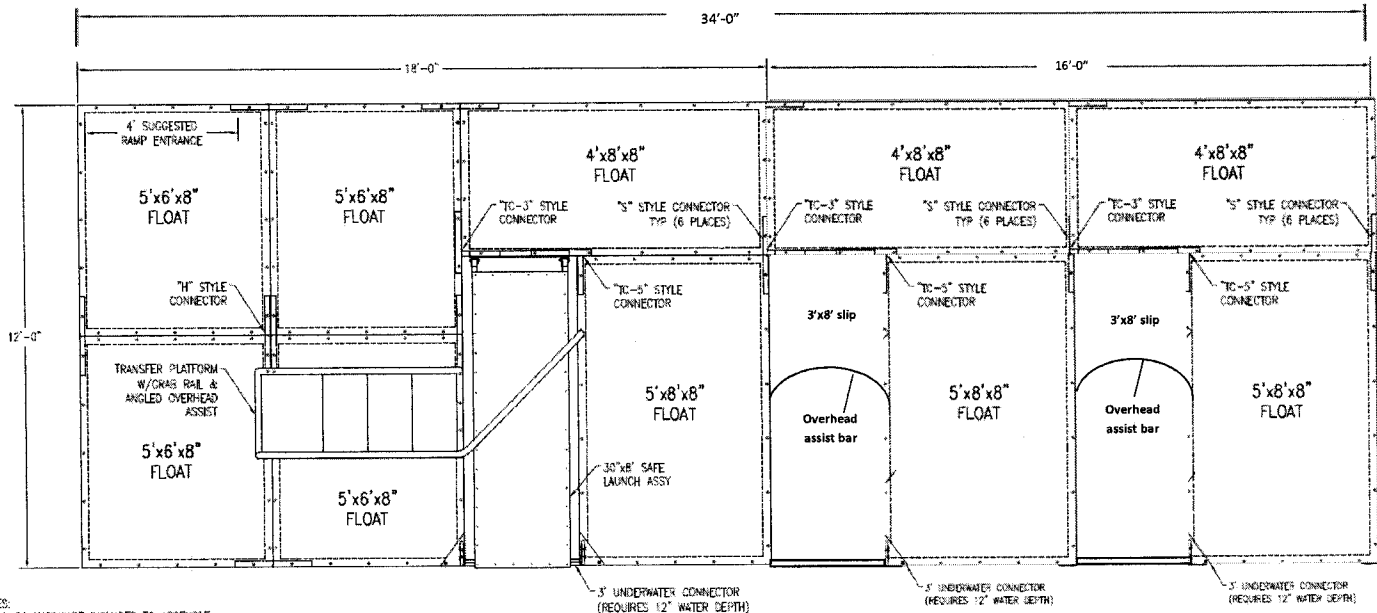 34'-0"
18'-0"
16'-0"
4' SUGGESTED
RAMP ENTRANCE
5'x6'x8"
FLOAT
5'x6'x8"
FLOAT
4'x8'x8"
FLOAT
4'x8'x8"
FLOAT
4'x8'x8"
FLOAT
"TC-3" STYLE
CONNECTOR
"S" STYLE CONNECTOR
TYP (6 PLACES)
"TC-3" STYLE
CONNECTOR
"S" STYLE CONNECTOR
TYP (6 PLACES)
"TC-3" STYLE
CONNECTOR
"S" STYLE CONNECTOR
TYP (6 PLACES)
"H" STYLE
CONNECTOR
"TC-5" STYLE
CONNECTOR
"TC-5" STYLE
CONNECTOR
"TC-5" STYLE
CONNECTOR
12'-0"
3'x8' slip
3'x8' slip
TRANSFER PLATFORM
W/GRAB RAIL &
ANGLED OVERHEAD
ASSIST
5'x8'x8"
FLOAT
5'x8'x8"
FLOAT
5'x8'x8"
FLOAT
Overhead
assist bar
Overhead
assist bar
5'x6'x8"
FLOAT
5'x6'x8"
FLOAT
30"x8' SAFE
LAUNCH ASSY
3' UNDERWATER CONNECTOR
(REQUIRES 12" WATER DEPTH)
3' UNDERWATER CONNECTOR
(REQUIRES 12" WATER DEPTH)
3' UNDERWATER CONNECTOR
(REQUIRES 12" WATER DEPTH)